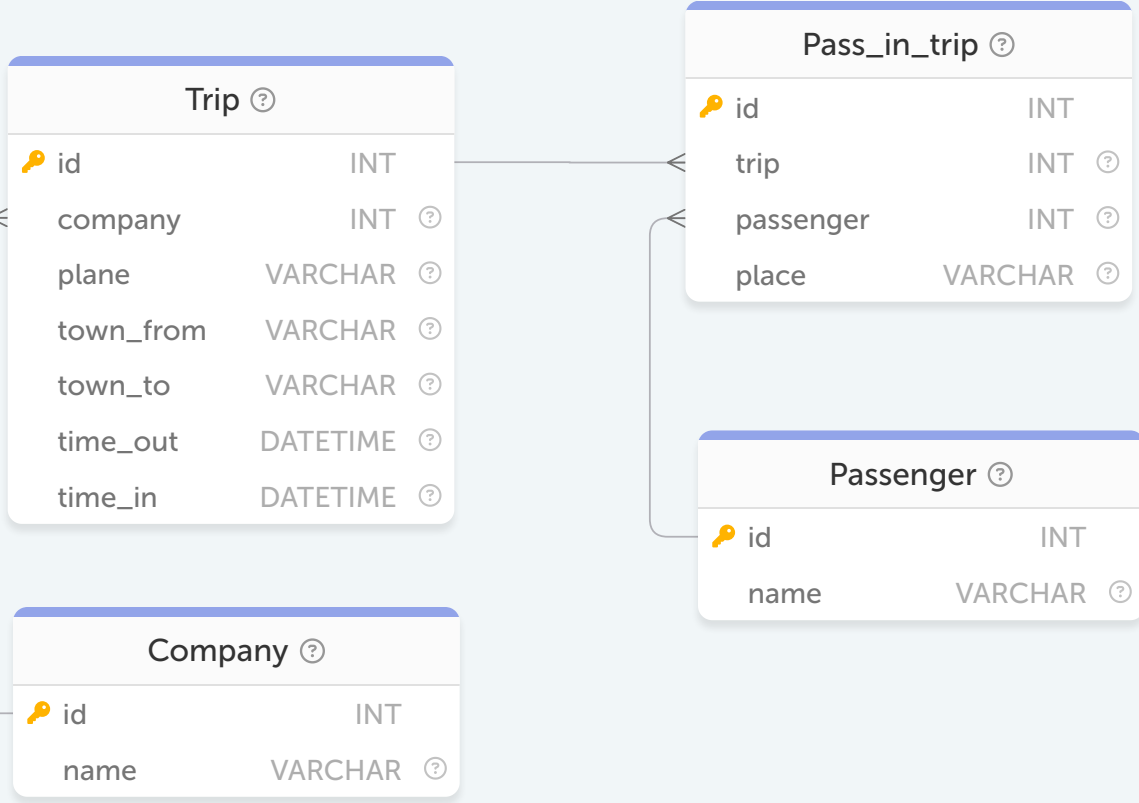 Trip ?
id INT
company INT ?
plane VARCHAR ?
town_from VARCHAR ?
town_to VARCHAR ?
time_out DATETIME ?
time_in DATETIME ?
Pass_in_trip ?
id INT
trip INT ?
passenger INT ?
place VARCHAR ?
Passenger ?
id INT
name VARCHAR ?
Company ?
id INT
name VARCHAR ?